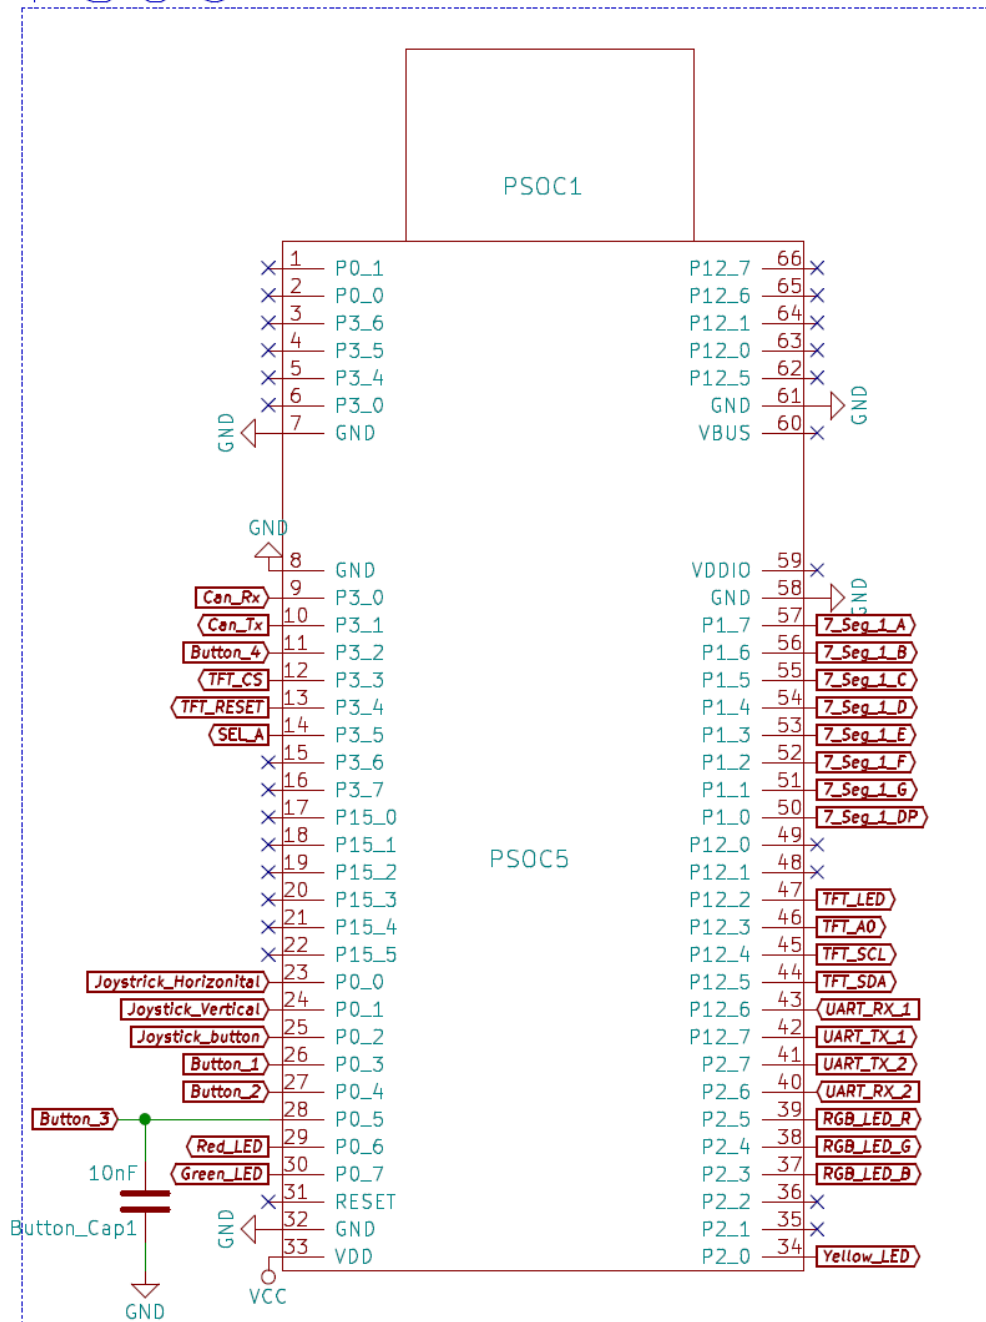 PSOC1
1 P0_1 P12_7 66
2 P0_0 P12_6 65
3 P3_6 P12_1 64
4 P3_5 P12_0 63
5 P3_4 P12_5 62
6 P3_0 GND 61 GND
GND 7 GND VBUS 60
GND
8 GND VDDIO 59
Can_Rx 9 P3_0 GND 58 GND
Can_Tx 10 P3_1 P1_7 57 7_Seg_1_A
Button_4 11 P3_2 P1_6 56 7_Seg_1_B
TFT_CS 12 P3_3 P1_5 55 7_Seg_1_C
TFT_RESET 13 P3_4 P1_4 54 7_Seg_1_D
SEL_A 14 P3_5 P1_3 53 7_Seg_1_E
15 P3_6 P1_2 52 7_Seg_1_F
16 P3_7 P1_1 51 7_Seg_1_G
17 P15_0 P1_0 50 7_Seg_1_DP
18 P15_1 P12_0 49
PSOC5
19 P15_2 P12_1 48
20 P15_3 P12_2 47 TFT_LED
21 P15_4 P12_3 46 TFT_A0
22 P15_5 P12_4 45 TFT_SCL
Joystrick_Horizonital 23 P0_0 P12_5 44 TFT_SDA
Joystick_Vertical 24 P0_1 P12_6 43 UART_RX_1
Joystick_button 25 P0_2 P12_7 42 UART_TX_1
Button_1 26 P0_3 P2_7 41 UART_TX_2
Button_2 27 P0_4 P2_6 40 UART_RX_2
Button_3 28 P0_5 P2_5 39 RGB_LED_R
Red_LED 29 P0_6 P2_4 38 RGB_LED_G
10nF Green_LED 30 P0_7 P2_3 37 RGB_LED_B
31 RESET P2_2 36
Button_Cap1 GND 32 GND P2_1 35
33 VDD P2_0 34 Yellow_LED
VCC
GND